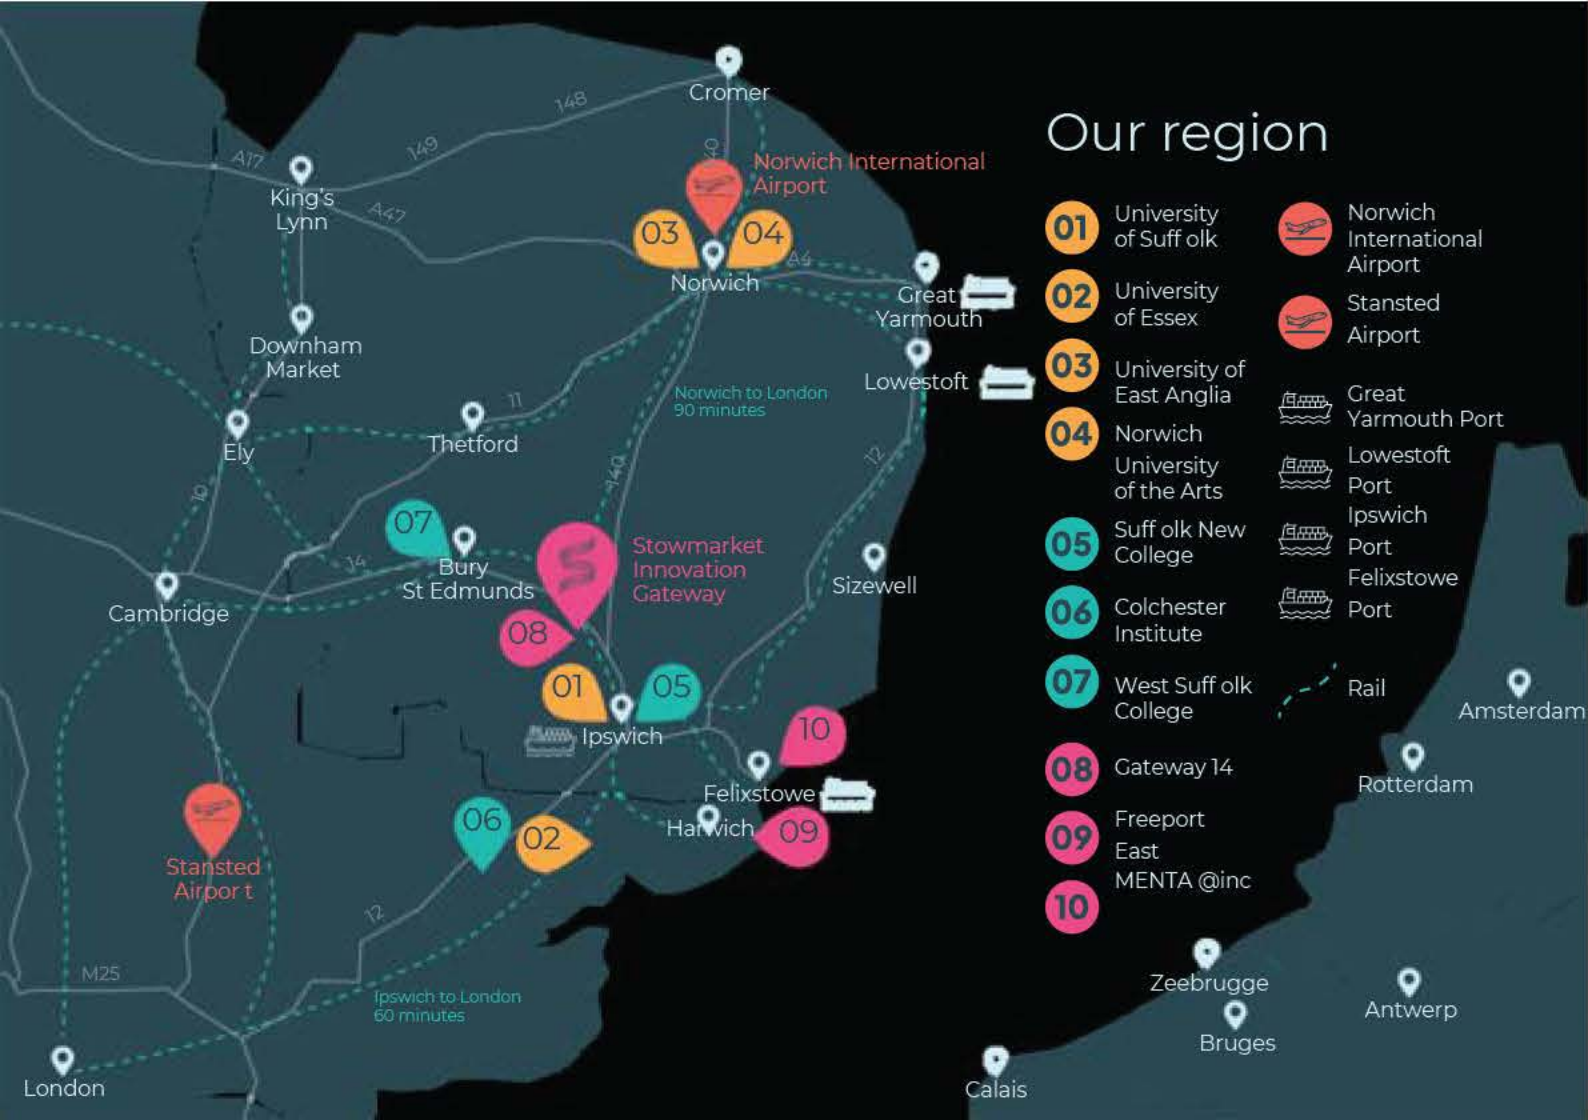 Cromer
148
149
A17
40
Norwich International
Airport
King's
Lynn
A47
03
04
A4
Norwich
Great
Yarmouth
Downham
Market
Lowestoft
Norwich to London
90 minutes
11
Ely
Thetford
12
10
140
07
14
Bury
St Edmunds
Stowmarket
Innovation
Gateway
Sizewell
Cambridge
08
01
05
Ipswich
10
Felixstowe
Harwich
09
06
02
Stansted
Airpor t
12
M25
Ipswich to London
60 minutes
London
Our region
01
University
of Suff olk
02
University
of Essex
03
University of
East Anglia
04
Norwich
University
of the Arts
05
Suff olk New
College
06
Colchester
Institute
07
West Suff olk
College
08
Gateway 14
09
Freeport
East
MENTA @inc
10
Norwich
International
Airport
Stansted
Airport
Great
Yarmouth Port
Lowestoft
Port
Ipswich
Port
Felixstowe
Port
Rail
Amsterdam
Rotterdam
Zeebrugge
Antwerp
Bruges
Calais